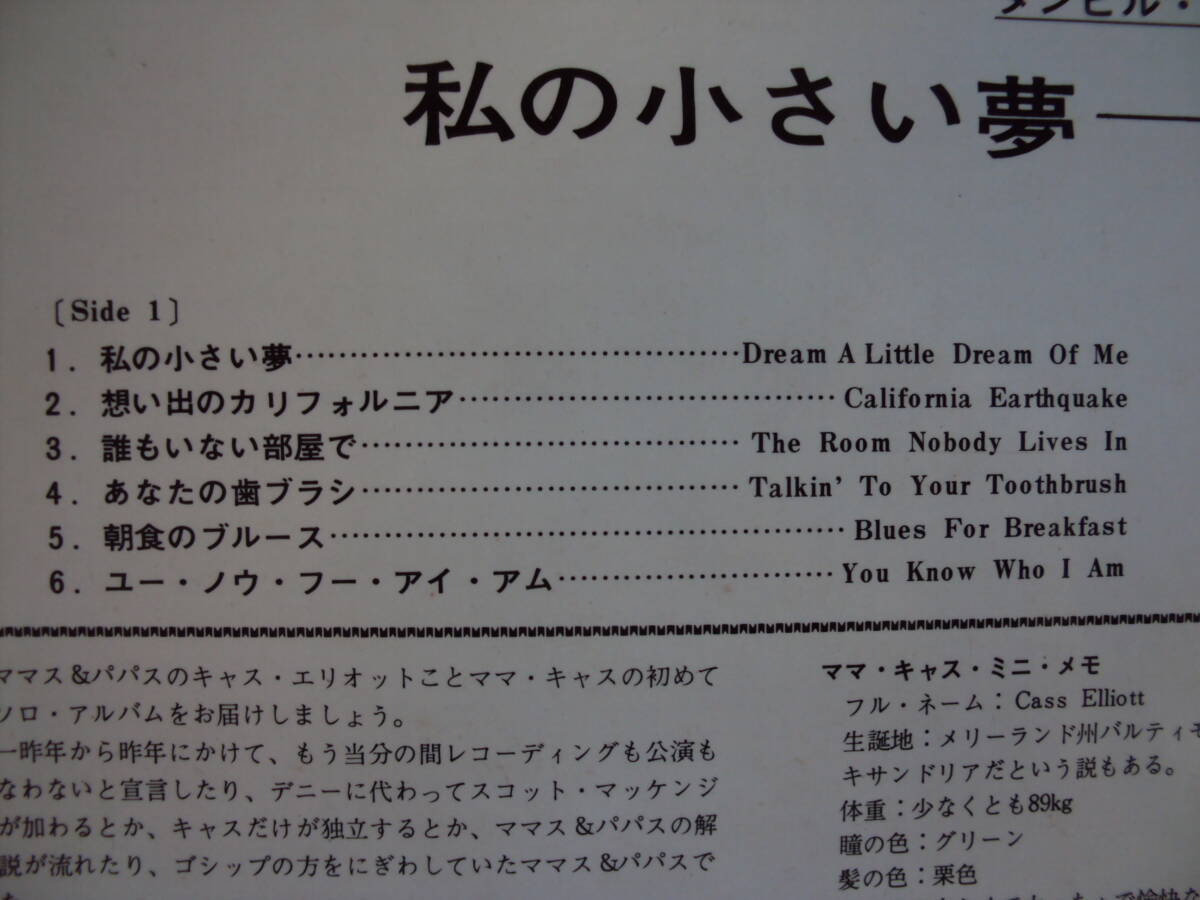 私の小さい夢―
[Side 1]
1. 私の小さい夢……Dream A Little Dream Of Me
2. 想い出のカリフォルニア……California Earthquake
3. 誰もいない部屋で……The Room Nobody Lives In
4. あなたの歯ブラシ……Talkin' To Your Toothbrush
5. 朝食のブルース……Blues For Breakfast
6. ユー・ノウ・フー・アイ・アム……You Know Who I Am
ママス&パパスのキャス・エリオットことママ・キャスの初めて
ソロ・アルバムをお届けしましょう。
一昨年から昨年にかけて、もう当分の間レコーディングも公演も
なわないと宣言したり、デニーに代わってスコット・マッケンジ
が加わるとか、キャスだけが独立するとか、ママス&パパスの解
説が流れたり、ゴシップの方をにぎわしていたママス&パパスで
ママ・キャス・ミニ・メモ
フル・ネーム：Cass Elliott
生誕地：メリーランド州バルティモ
キサンドリアだという説もある。
体重：少なくとも89kg
瞳の色：グリーン
髪の色：栗色